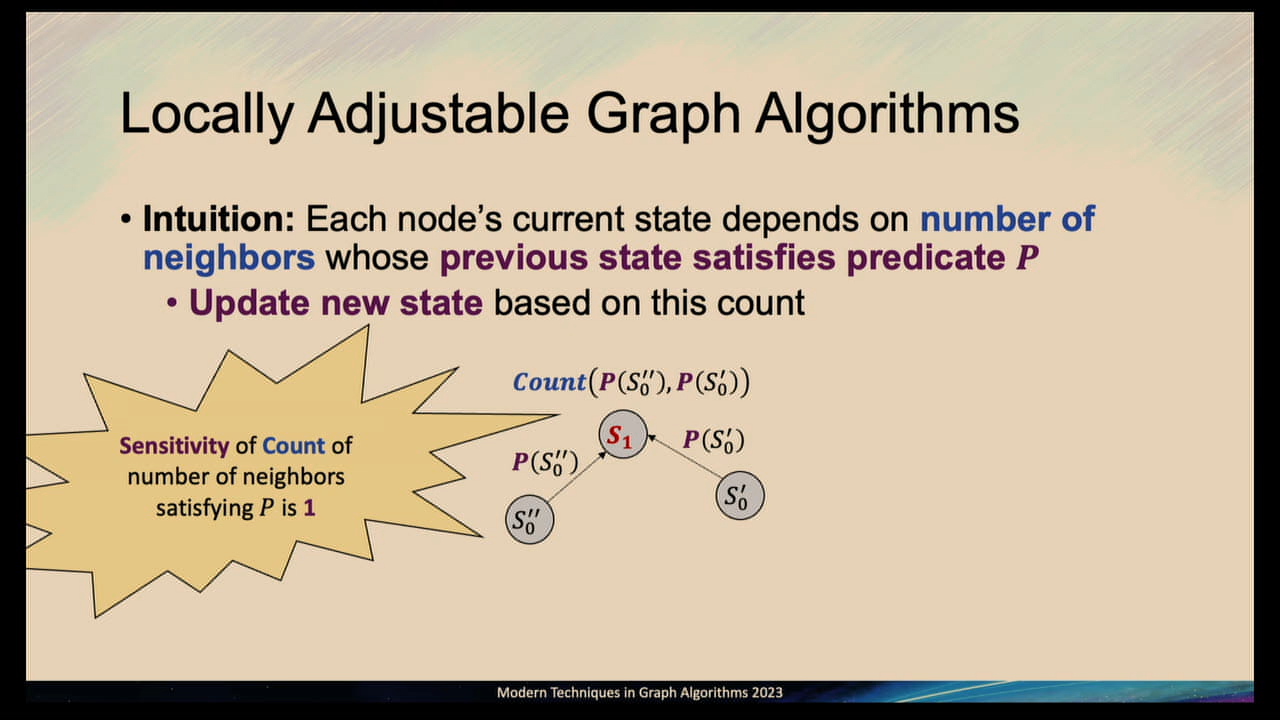 Locally Adjustable Graph Algorithms
• Intuition: Each node's current state depends on number of
neighbors whose previous state satisfies predicate P
• Update new state based on this count
Count(P(S₀′′), P(S₀′))
Sensitivity of Count of
number of neighbors
satisfying P is 1
S₁
P(S₀′)
P(S₀′′)
S₀′
S₀′′
Modern Techniques in Graph Algorithms 2023